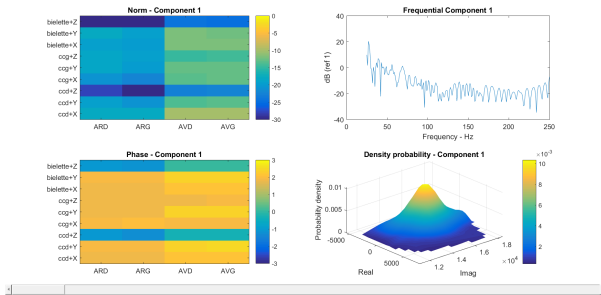 Norm - Component 1
bielette+Z
bielette+Y
bielette+X
ccg+Z
ccg+Y
ccg+X
ccd+Z
ccd+Y
ccd+X
ARD ARG AVD AVG
0
-5
-10
-15
-20
-25
-30
Frequential Component 1
dB (ref 1)
40
20
0
-20
-40
0 50 100 150 200 250
Frequency - Hz
Phase - Component 1
bielette+Z
bielette+Y
bielette+X
ccg+Z
ccg+Y
ccg+X
ccd+Z
ccd+Y
ccd+X
ARD ARG AVD AVG
3
2
1
0
-1
-2
-3
Density probability - Component 1
Probability density
0.01
0.005
0
-5000
0
5000
Real
1.2
1.4
1.6
1.8
×10⁴
Imag
×10⁻³
10
8
6
4
2